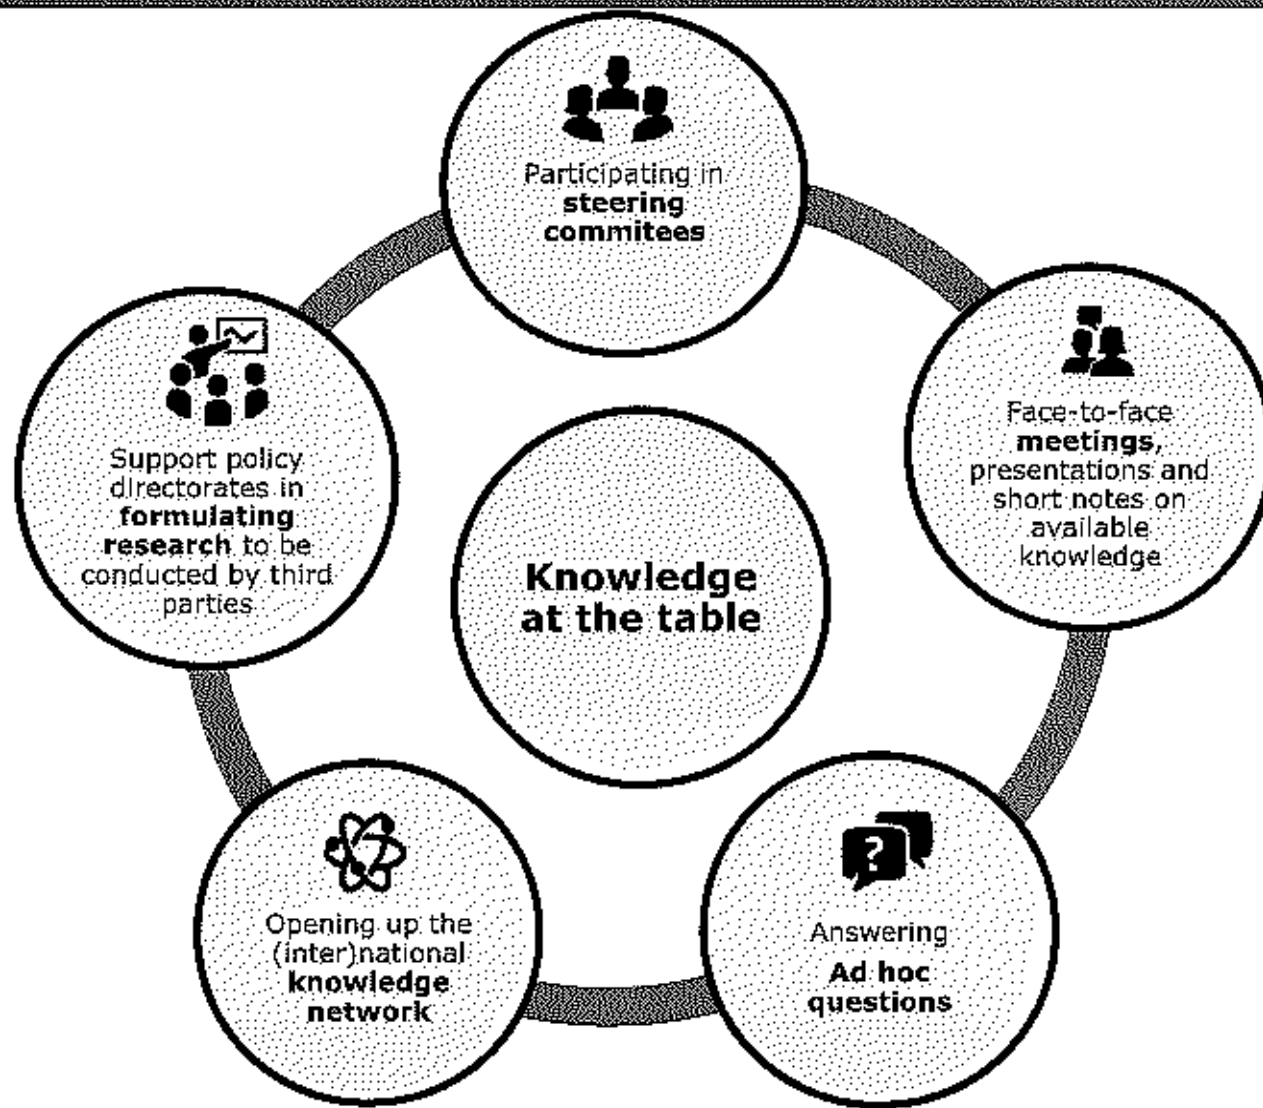 Participating in
steering
commitees
Face-to-face
meetings,
presentations and
short notes on
available
knowledge
Support policy
directorates in
formulating
research to be
conducted by third
parties
Knowledge
at the table
Opening up the
(inter)national
knowledge
network
?
Answering
Ad hoc
questions